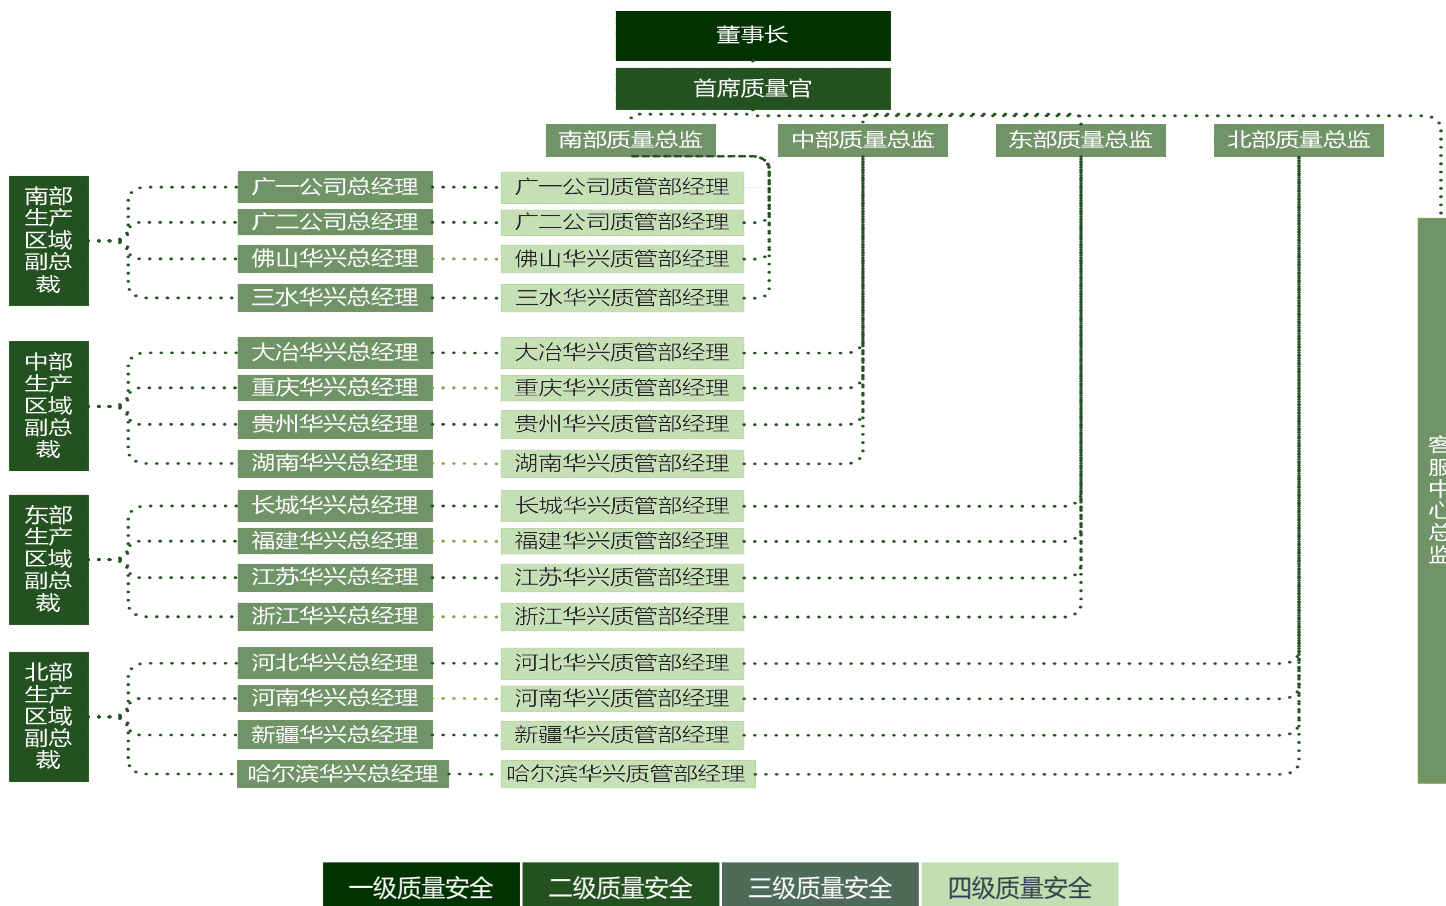 董事长
首席质量官
南部质量总监
中部质量总监
东部质量总监
北部质量总监
南部
生产
区域
副总
裁
广一公司总经理
广一公司质管部经理
广二公司总经理
广二公司质管部经理
佛山华兴总经理
佛山华兴质管部经理
三水华兴总经理
三水华兴质管部经理
中部
生产
区域
副总
裁
大冶华兴总经理
大冶华兴质管部经理
重庆华兴总经理
重庆华兴质管部经理
贵州华兴总经理
贵州华兴质管部经理
湖南华兴总经理
湖南华兴质管部经理
东部
生产
区域
副总
裁
长城华兴总经理
长城华兴质管部经理
福建华兴总经理
福建华兴质管部经理
江苏华兴总经理
江苏华兴质管部经理
浙江华兴总经理
浙江华兴质管部经理
北部
生产
区域
副总
裁
河北华兴总经理
河北华兴质管部经理
河南华兴总经理
河南华兴质管部经理
新疆华兴总经理
新疆华兴质管部经理
哈尔滨华兴总经理
哈尔滨华兴质管部经理
客
服
中
心
总
监
一级质量安全
二级质量安全
三级质量安全
四级质量安全